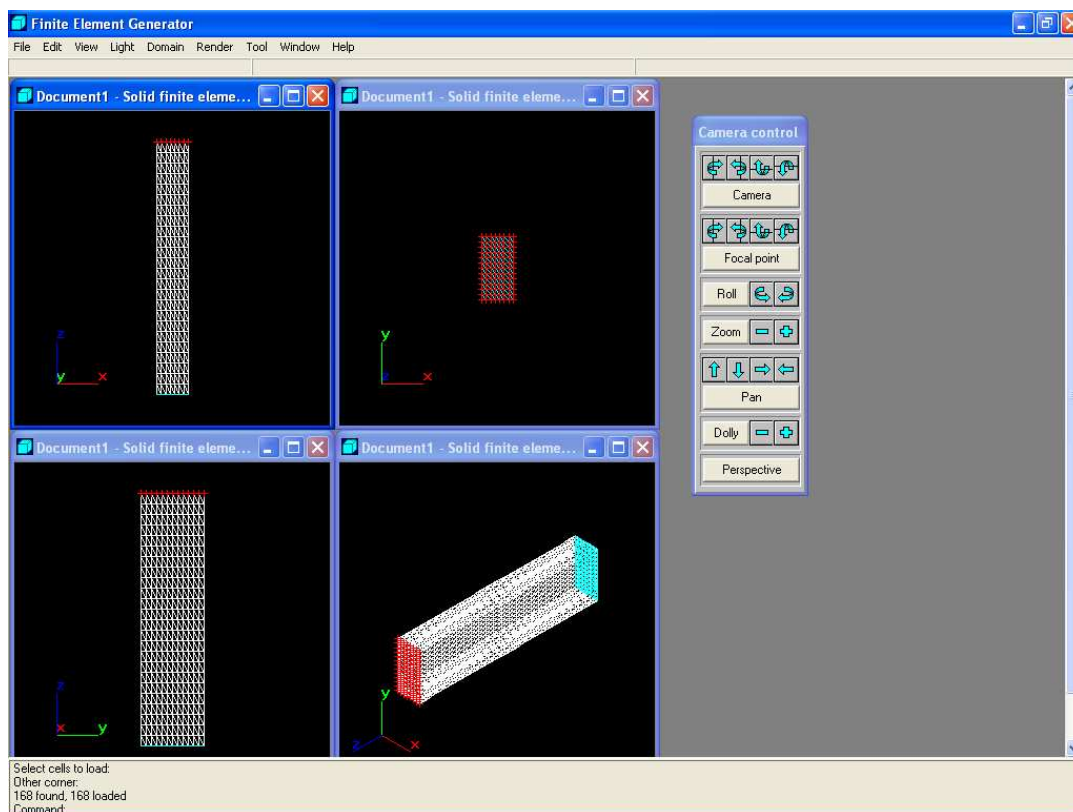 Finite Element Generator
File Edit View Light Domain Render Tool Window Help
Document1 - Solid finite eleme...
z
y x
Document1 - Solid finite eleme...
y
z x
Camera control
Camera
Focal point
Roll
Zoom
Pan
Dolly
Perspective
Document1 - Solid finite eleme...
z
x y
Document1 - Solid finite eleme...
y
z x
Select cells to load:
Other corner:
168 found, 168 loaded
Command: